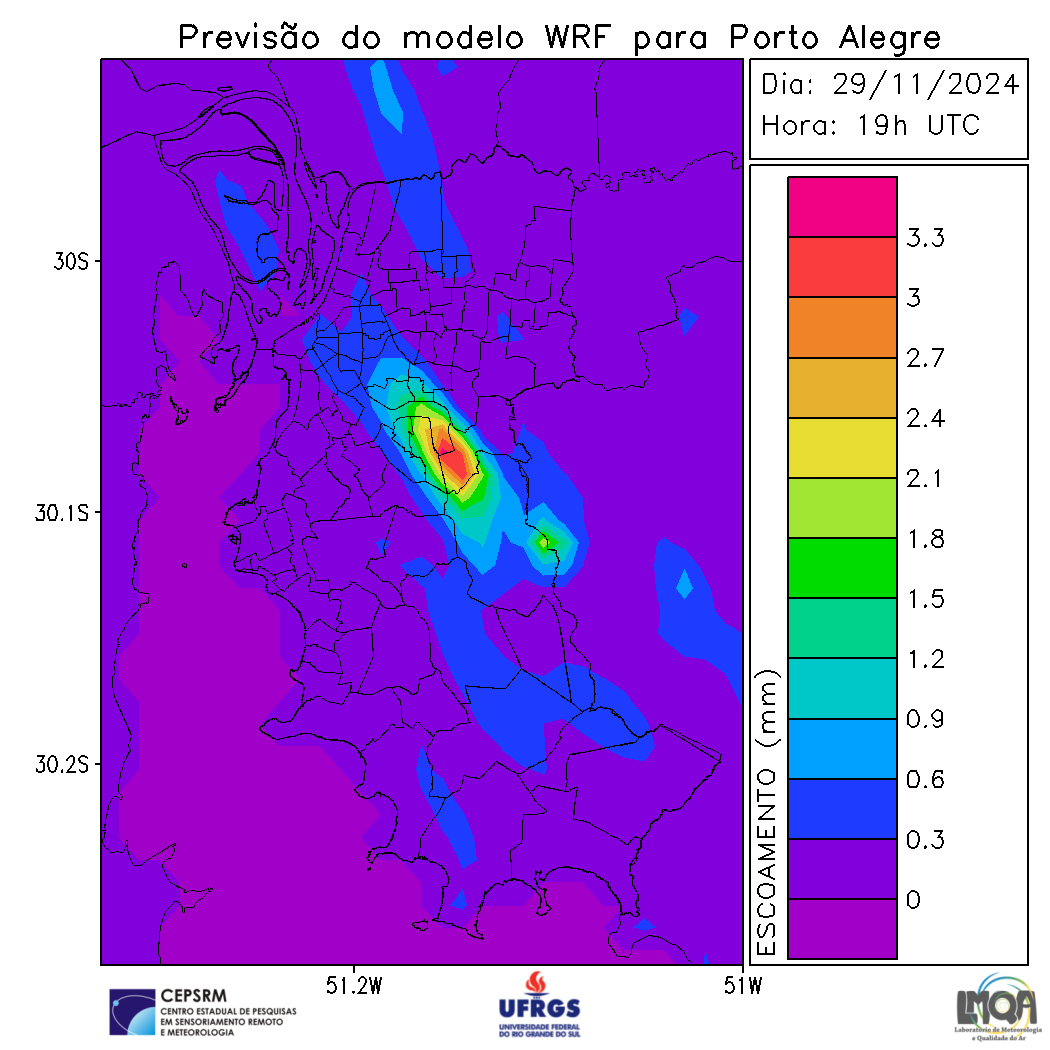 Previsão do modelo WRF para Porto Alegre
Dia: 29/11/2024
Hora: 19h UTC
30S
30.1S
30.2S
51.2W
51W
3.3
3
2.7
2.4
2.1
1.8
1.5
1.2
0.9
0.6
0.3
0
ESCOAMENTO (mm)
CEPSRM
CENTRO ESTADUAL DE PESQUISAS
EM SENSORIAMENTO REMOTO
E METEOROLOGIA
UFRGS
UNIVERSIDADE FEDERAL
DO RIO GRANDE DO SUL
LMQA
Laboratório de Meteorologia
e Qualidade do Ar